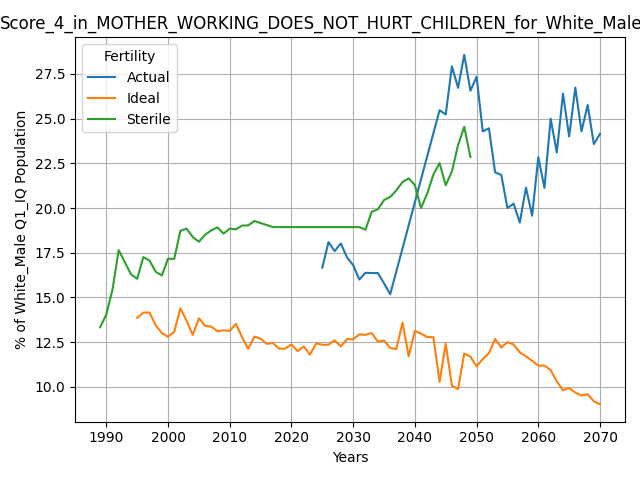 Score_4_in_MOTHER_WORKING_DOES_NOT_HURT_CHILDREN_for_White_Male
Fertility
Actual
Ideal
Sterile
% of White_Male Q1_IQ Population
27.5
25.0
22.5
20.0
17.5
15.0
12.5
10.0
1990 2000 2010 2020 2030 2040 2050 2060 2070
Years